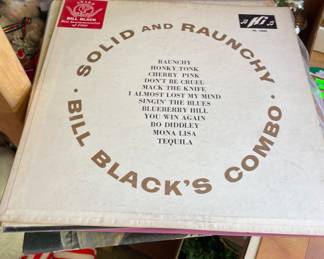 BILL BLACK
Hi
SOLID AND RAUNCHY
RAUNCHY
HONKY TONK
CHERRY PINK
DON'T BE CRUEL
MACK THE KNIFE
I ALMOST LOST MY MIND
SINGIN' THE BLUES
BLUEBERRY HILL
YOU WIN AGAIN
BO DIDDLEY
MONA LISA
TEQUILA
BILL BLACK'S COMBO